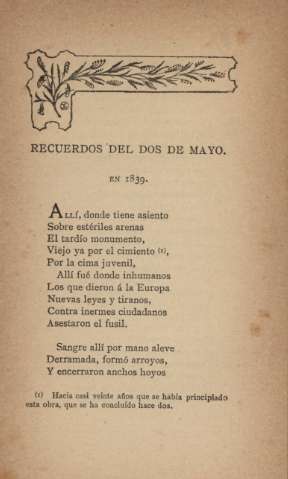 RECUERDOS DEL DOS DE MAYO.
EN 1839.
ALLÍ, donde tiene asiento
Sobre estériles arenas
El tardío monumento,
Viejo ya por el cimiento (1),
Por la cima juvenil,
Allí fué donde inhumanos
Los que dieron á la Europa
Nuevas leyes y tiranos,
Contra inermes ciudadanos
Asestaron el fusil.
Sangre allí por mano aleve
Derramada, formó arroyos,
Y encerraron anchos hoyos
(1) Hacía casi veinte años que se había principiado
esta obra, que se ha concluído hace dos.